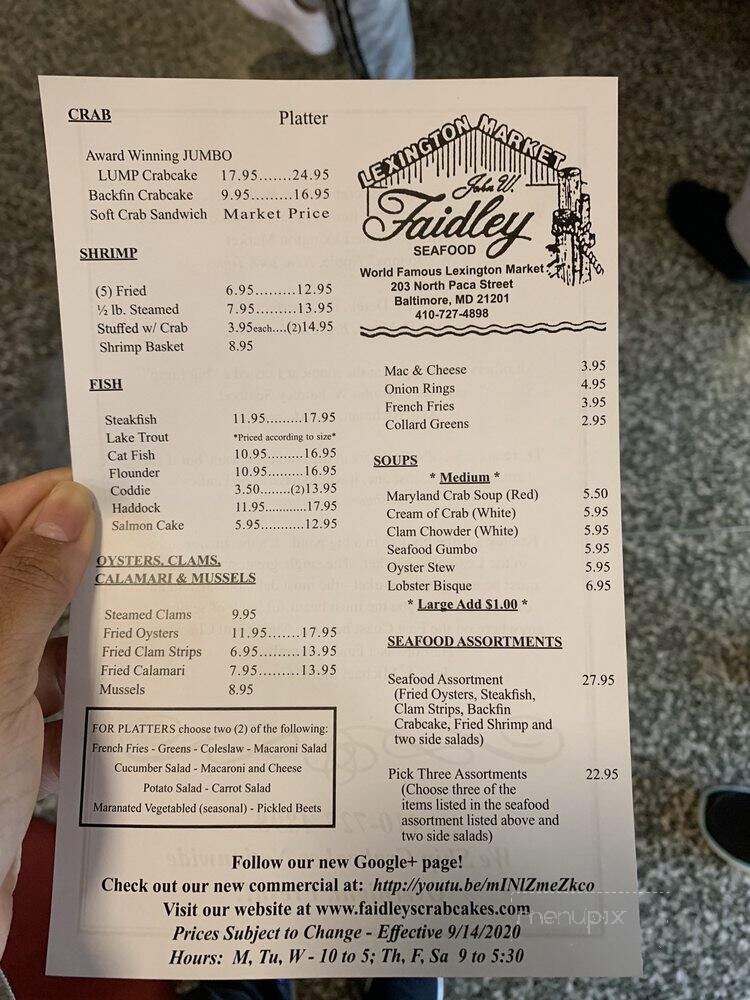 CRAB Platter
Award Winning JUMBO
LUMP Crabcake 17.95.......24.95
Backfin Crabcake 9.95.........16.95
Soft Crab Sandwich Market Price
SHRIMP
(5) Fried 6.95.........12.95
½ lb. Steamed 7.95.........13.95
Stuffed w/ Crab 3.95each....(2)14.95
Shrimp Basket 8.95
FISH
Steakfish 11.95.........17.95
Lake Trout *Priced according to size*
Cat Fish 10.95.........16.95
Flounder 10.95.........16.95
Coddie 3.50........(2)13.95
Haddock 11.95............17.95
Salmon Cake 5.95..........12.95
OYSTERS, CLAMS,
CALAMARI & MUSSELS
Steamed Clams 9.95
Fried Oysters 11.95.......17.95
Fried Clam Strips 6.95.........13.95
Fried Calamari 7.95.........13.95
Mussels 8.95
FOR PLATTERS choose two (2) of the following:
French Fries - Greens - Coleslaw - Macaroni Salad
Cucumber Salad - Macaroni and Cheese
Potato Salad - Carrot Salad
Maranated Vegetabled (seasonal) - Pickled Beets
LEXINGTON MARKET
John W.
Faidley
SEAFOOD
World Famous Lexington Market
203 North Paca Street
Baltimore, MD 21201
410-727-4898
Mac & Cheese 3.95
Onion Rings 4.95
French Fries 3.95
Collard Greens 2.95
SOUPS
* Medium *
Maryland Crab Soup (Red) 5.50
Cream of Crab (White) 5.95
Clam Chowder (White) 5.95
Seafood Gumbo 5.95
Oyster Stew 5.95
Lobster Bisque 6.95
* Large Add $1.00 *
SEAFOOD ASSORTMENTS
Seafood Assortment 27.95
(Fried Oysters, Steakfish,
Clam Strips, Backfin
Crabcake, Fried Shrimp and
two side salads)
Pick Three Assortments 22.95
(Choose three of the
items listed in the seafood
assortment listed above and
two side salads)
Follow our new Google+ page!
Check out our new commercial at: http://youtu.be/mINlZmeZkco
Visit our website at www.faidleyscrabcakes.com
Prices Subject to Change - Effective 9/14/2020
Hours: M, Tu, W - 10 to 5; Th, F, Sa 9 to 5:30
menupix